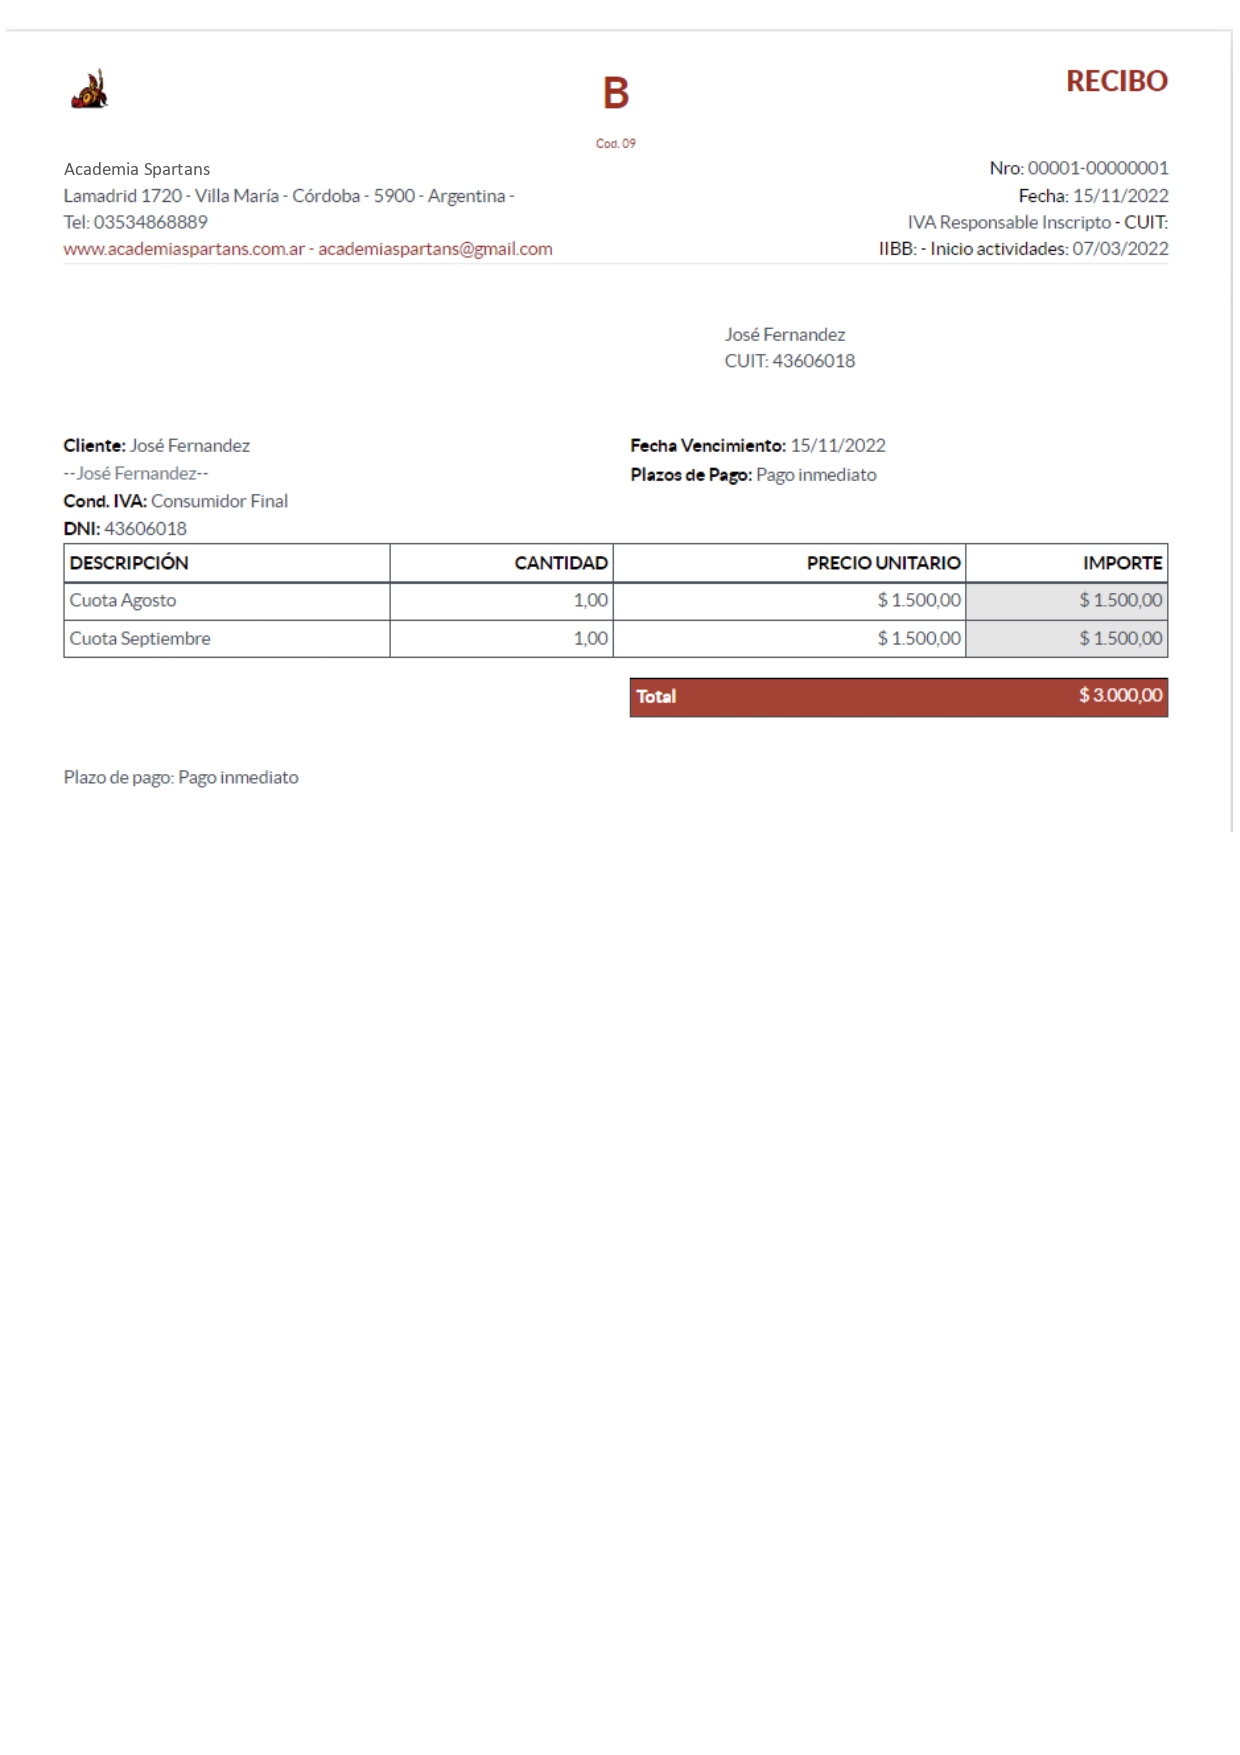 B
RECIBO
Cod. 09
Academia Spartans
Lamadrid 1720 - Villa María - Córdoba - 5900 - Argentina -
Tel: 03534868889
www.academiaspartans.com.ar - academiaspartans@gmail.com
Nro: 00001-00000001
Fecha: 15/11/2022
IVA Responsable Inscripto - CUIT:
IIBB: - Inicio actividades: 07/03/2022
José Fernandez
CUIT: 43606018
Cliente: José Fernandez
--José Fernandez--
Cond. IVA: Consumidor Final
DNI: 43606018
Fecha Vencimiento: 15/11/2022
Plazos de Pago: Pago inmediato
DESCRIPCIÓN CANTIDAD PRECIO UNITARIO IMPORTE
Cuota Agosto 1,00 $ 1.500,00 $ 1.500,00
Cuota Septiembre 1,00 $ 1.500,00 $ 1.500,00
Total $ 3.000,00
Plazo de pago: Pago inmediato